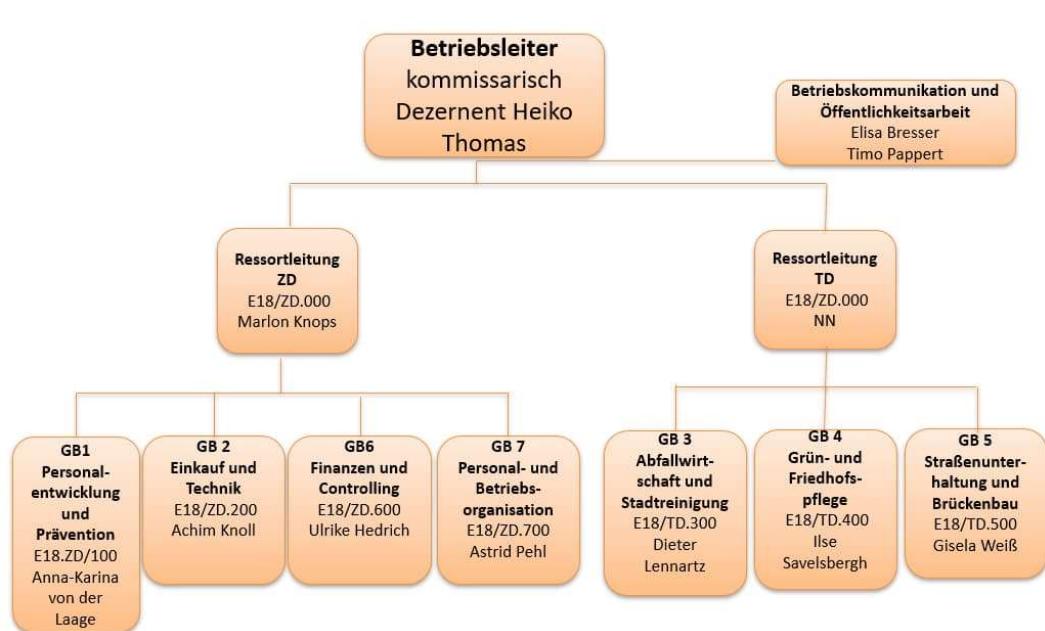 Betriebsleiter
kommissarisch
Dezernent Heiko
Thomas
Betriebskommunikation und
Öffentlichkeitsarbeit
Elisa Bresser
Timo Pappert
Ressortleitung
ZD
E18/ZD.000
Marlon Knops
Ressortleitung
TD
E18/ZD.000
NN
GB1
Personal-
entwicklung
und
Prävention
E18.ZD/100
Anna-Karina
von der
Laage
GB 2
Einkauf und
Technik
E18/ZD.200
Achim Knoll
GB6
Finanzen und
Controlling
E18/ZD.600
Ulrike Hedrich
GB 7
Personal- und
Betriebs-
organisation
E18/ZD.700
Astrid Pehl
GB 3
Abfallwirt-
schaft und
Stadtreinigung
E18/TD.300
Dieter
Lennartz
GB 4
Grün- und
Friedhofs-
pflege
E18/TD.400
Ilse
Savelsbergh
GB 5
Straßenunter-
haltung und
Brückenbau
E18/TD.500
Gisela Weiß